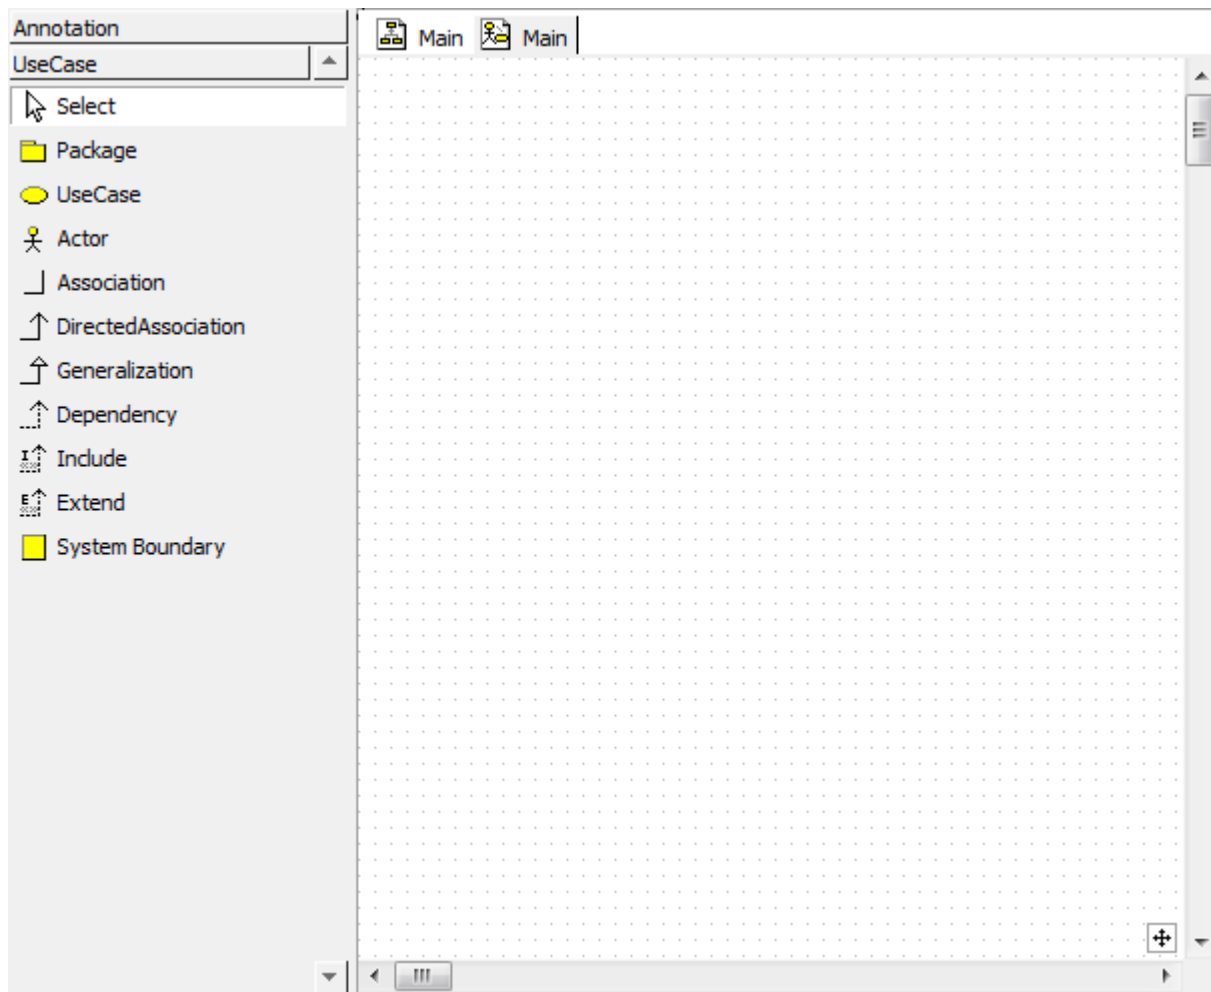 Annotation
UseCase
Select
Package
UseCase
Actor
Association
DirectedAssociation
Generalization
Dependency
Include
Extend
System Boundary
Main Main